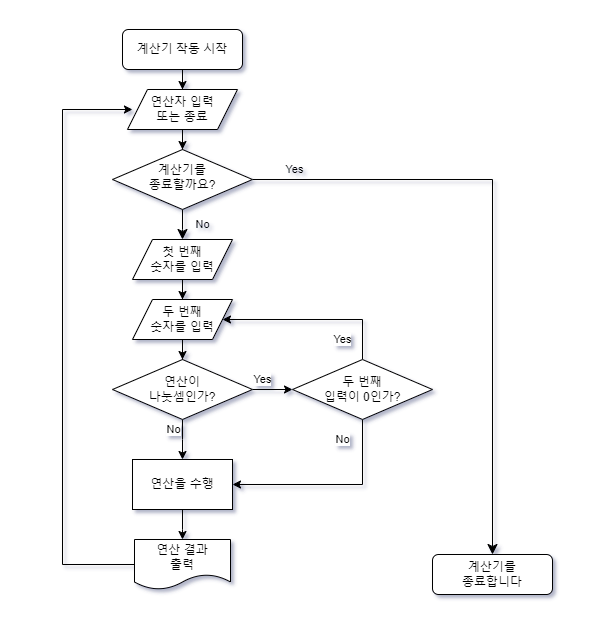 계산기 작동 시작
연산자 입력
또는 종료
계산기를
종료할까요?
Yes
No
첫 번째
숫자를 입력
두 번째
숫자를 입력
Yes
연산이
나눗셈인가?
Yes
두 번째
입력이 0인가?
No
No
연산을 수행
연산 결과
출력
계산기를
종료합니다